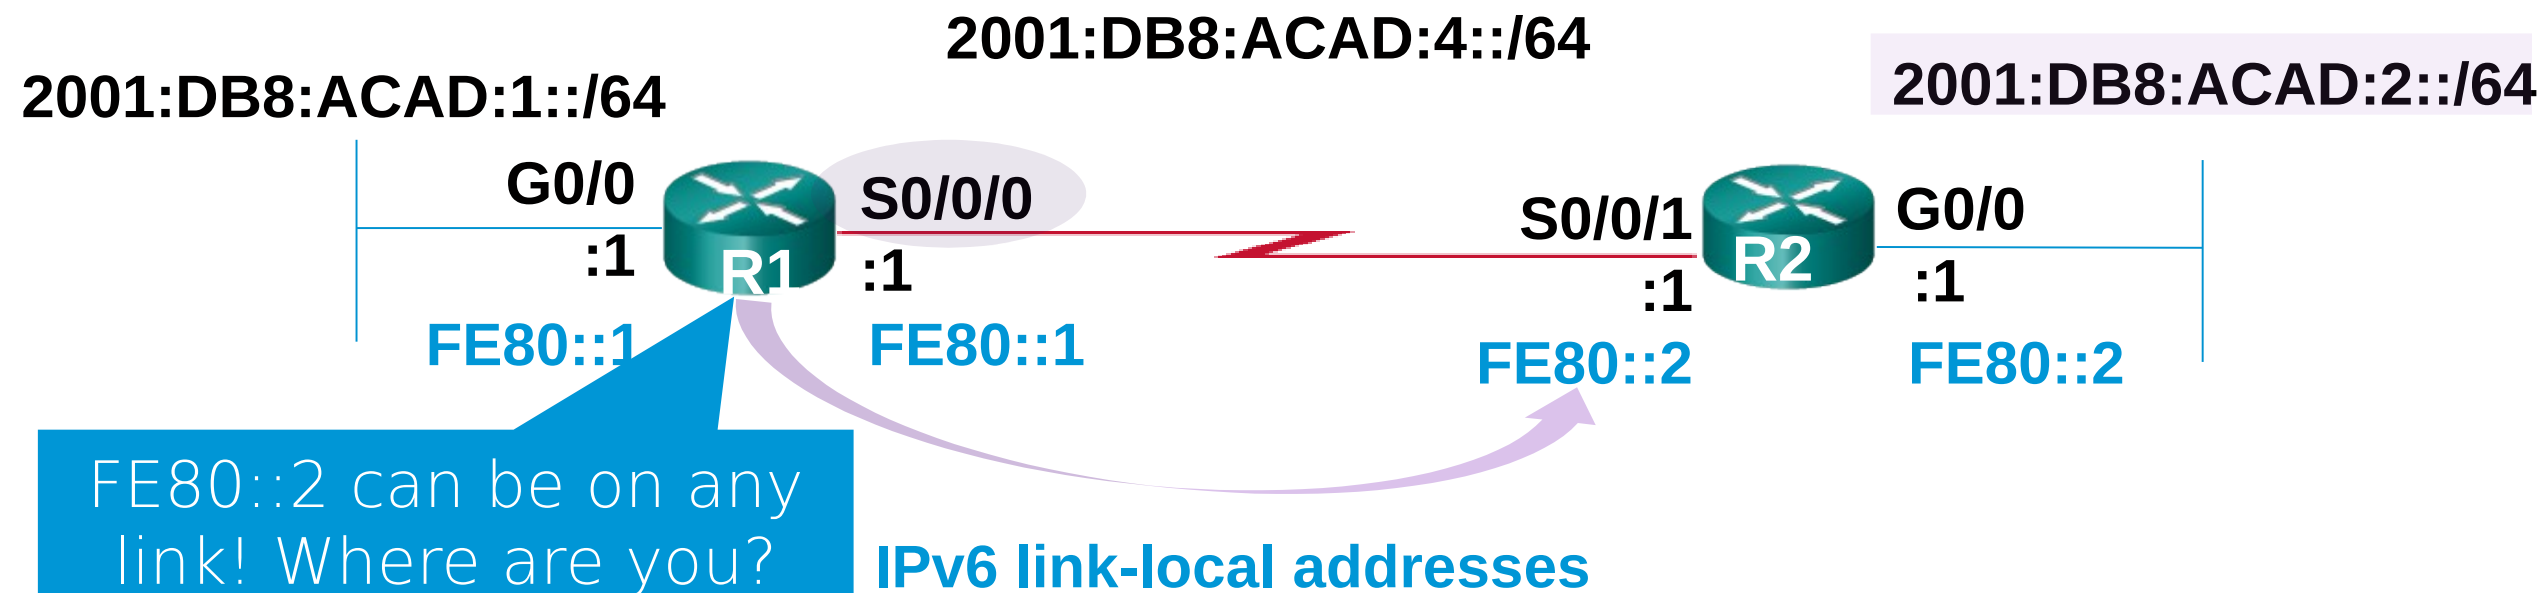 2001:DB8:ACAD:4::/64
2001:DB8:ACAD:1::/64
2001:DB8:ACAD:2::/64
G0/0
:1
R1
S0/0/0
:1
S0/0/1
:1
R2
G0/0
:1
FE80::1
FE80::1
FE80::2
FE80::2
FE80::2 can be on any
link! Where are you?
IPv6 link-local addresses